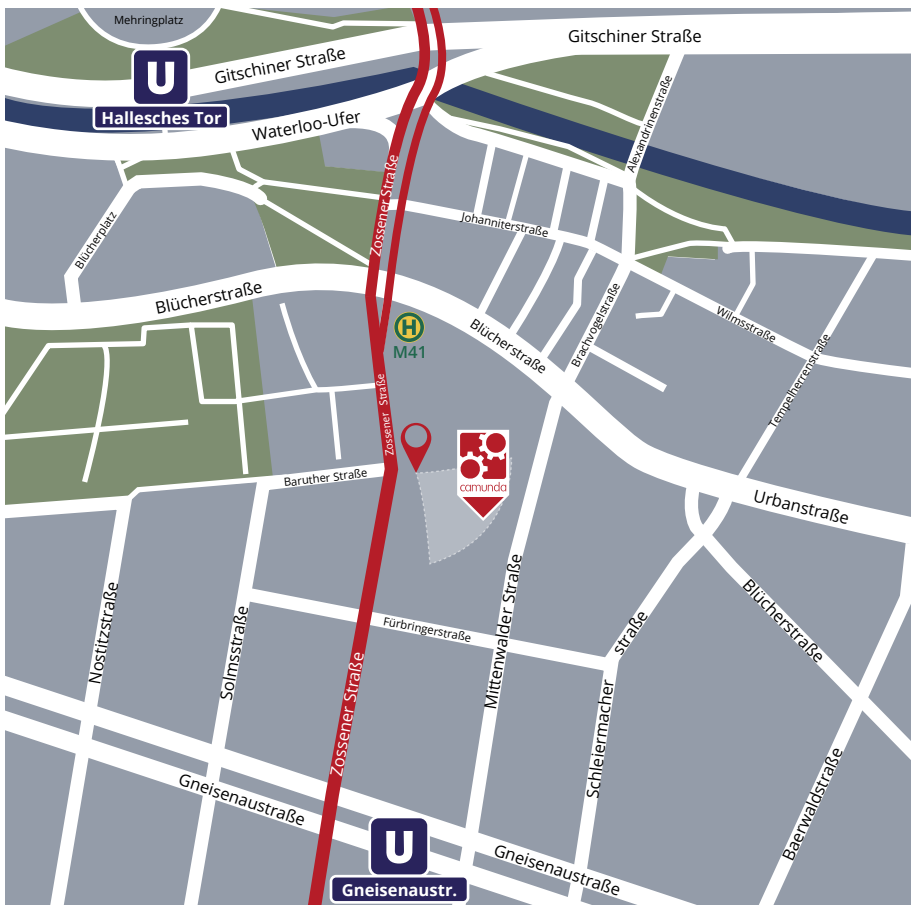 Mehringplatz
Gitschiner Straße
Gitschiner Straße
U
Hallesches Tor
Waterloo-Ufer
Alexandrinenstraße
Zossener Straße
Johanniterstraße
Blücherplatz
Blücherstraße
H
M41
Blücherstraße
Brachvogelstraße
Wilmsstraße
Tempelherrenstraße
Zossener Straße
camunda
Baruther Straße
Urbanstraße
Nostitzstraße
Solmsstraße
Fürbringerstraße
Mittenwalder Straße
Schleiermacher straße
Blücherstraße
Zossener Straße
Gneisenaustraße
Baerwaldstraße
U
Gneisenaustr.
Gneisenaustraße